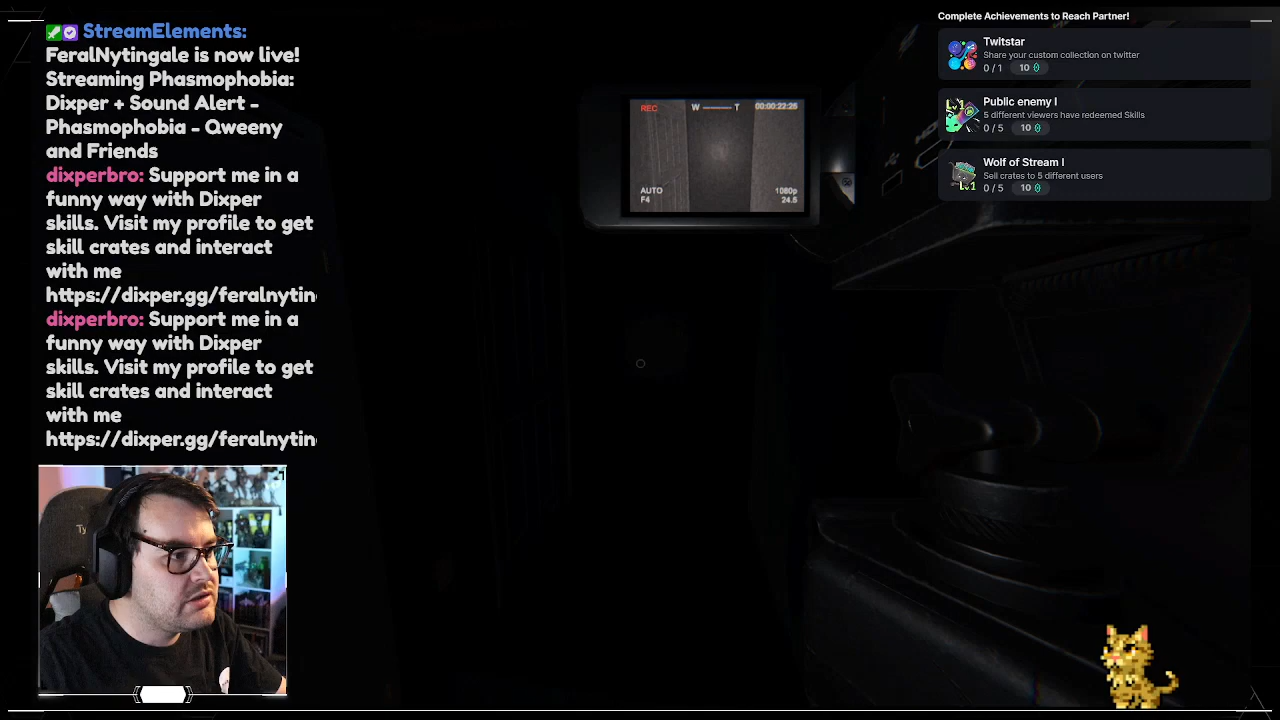 StreamElements:
FeralNytingale is now live!
Streaming Phasmophobia:
Dixper + Sound Alert -
Phasmophobia - Qweeny
and Friends
dixperbro: Support me in a
funny way with Dixper
skills. Visit my profile to get
skill crates and interact
with me
https://dixper.gg/feralnytin
dixperbro: Support me in a
funny way with Dixper
skills. Visit my profile to get
skill crates and interact
with me
https://dixper.gg/feralnytin
REC W T 00:00:22:25
AUTO 1080p
F4 24.5
Complete Achievements to Reach Partner!
Twitstar
Share your custom collection on twitter
0 / 1 10
Public enemy I
5 different viewers have redeemed Skills
0 / 5 10
Wolf of Stream I
Sell crates to 5 different users
0 / 5 10